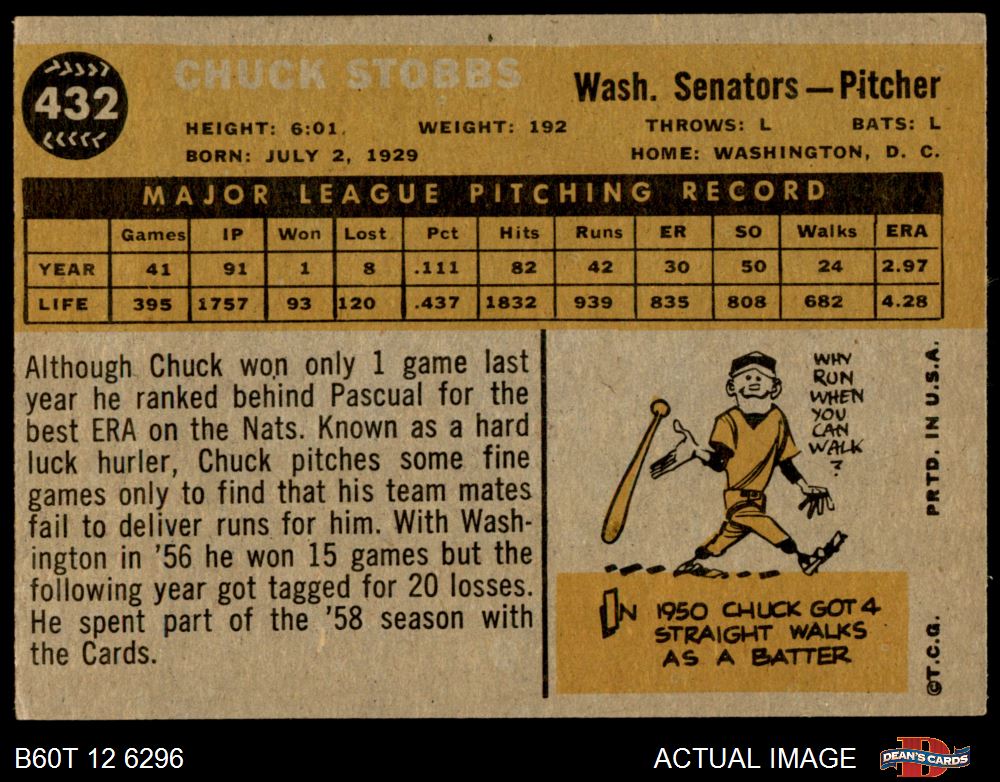 432
CHUCK STOBBS
Wash. Senators—Pitcher
HEIGHT: 6:01. WEIGHT: 192 THROWS: L BATS: L
BORN: JULY 2, 1929 HOME: WASHINGTON, D. C.
MAJOR LEAGUE PITCHING RECORD
Games IP Won Lost Pct Hits Runs ER SO Walks ERA
YEAR 41 91 1 8 .111 82 42 30 50 24 2.97
LIFE 395 1757 93 120 .437 1832 939 835 808 682 4.28
Although Chuck won only 1 game last
year he ranked behind Pascual for the
best ERA on the Nats. Known as a hard
luck hurler, Chuck pitches some fine
games only to find that his team mates
fail to deliver runs for him. With Wash-
ington in '56 he won 15 games but the
following year got tagged for 20 losses.
He spent part of the '58 season with
the Cards.
WHY
RUN
WHEN
YOU
CAN
WALK
?
IN 1950 CHUCK GOT 4
STRAIGHT WALKS
AS A BATTER
PRTD. IN U.S.A.
©T.C.G.
B60T 12 6296
ACTUAL IMAGE
DEAN'S CARDS